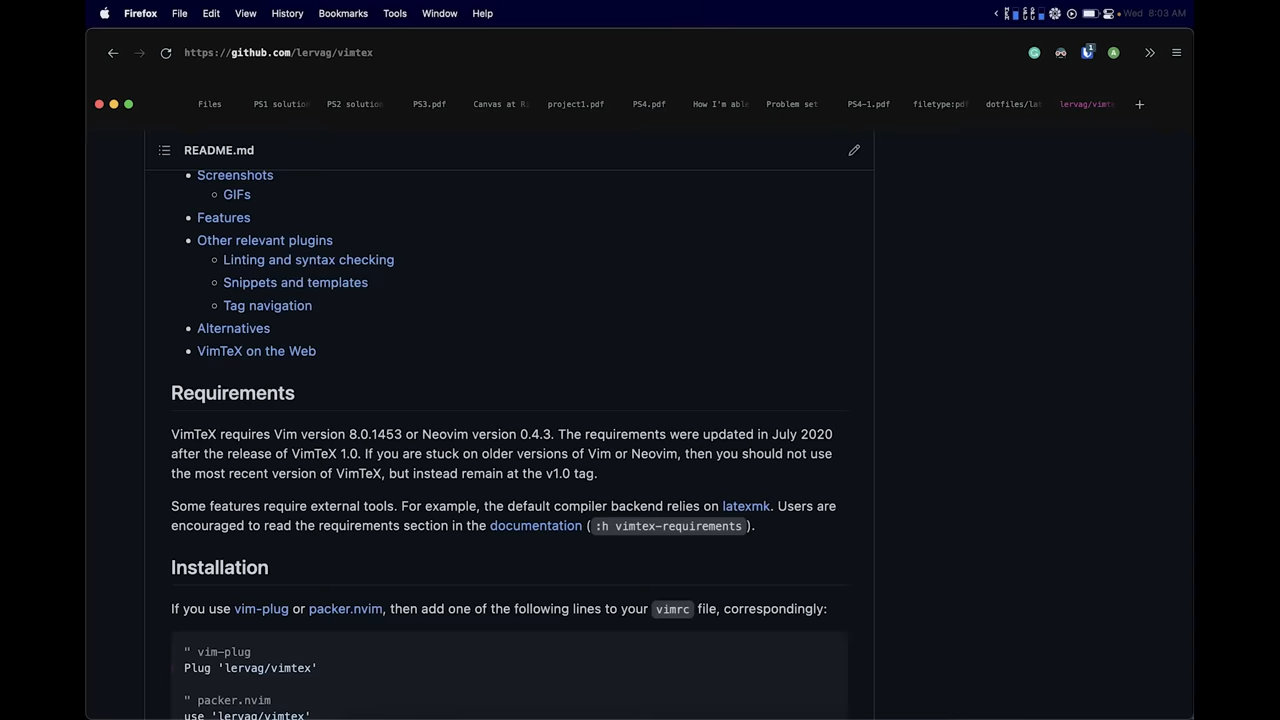 Firefox File Edit View History Bookmarks Tools Window Help
Wed 8:03 AM
https://github.com/lervag/vimtex
Files PS1 solution PS2 solution PS3.pdf Canvas at Ri project1.pdf PS4.pdf How I'm able Problem set PS4-1.pdf filetype:pdf dotfiles/lat lervag/vimte
README.md
Screenshots
GIFs
Features
Other relevant plugins
Linting and syntax checking
Snippets and templates
Tag navigation
Alternatives
VimTeX on the Web
Requirements
VimTeX requires Vim version 8.0.1453 or Neovim version 0.4.3. The requirements were updated in July 2020
after the release of VimTeX 1.0. If you are stuck on older versions of Vim or Neovim, then you should not use
the most recent version of VimTeX, but instead remain at the v1.0 tag.
Some features require external tools. For example, the default compiler backend relies on latexmk. Users are
encouraged to read the requirements section in the documentation (:h vimtex-requirements).
Installation
If you use vim-plug or packer.nvim, then add one of the following lines to your vimrc file, correspondingly:
" vim-plug
Plug 'lervag/vimtex'
" packer.nvim
use 'lervag/vimtex'